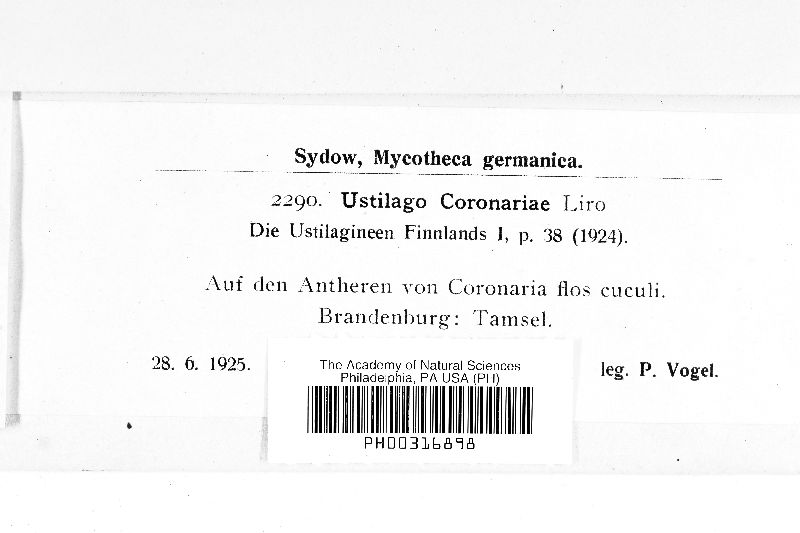 Sydow, Mycotheca germanica.
2290. Ustilago Coronariae Liro
Die Ustilagineen Finnlands I, p. 38 (1924).
Auf den Antheren von Coronaria flos cuculi.
Brandenburg: Tamsel.
28. 6. 1925. leg. P. Vogel.
The Academy of Natural Sciences
Philadelphia, PA USA (PH)
PH00316898